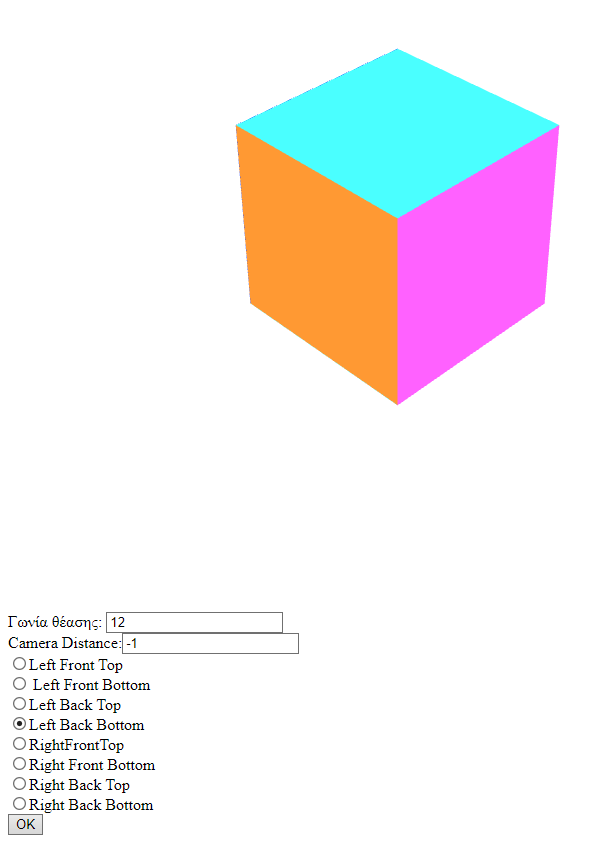 Γωνία θέασης: 12
Camera Distance: -1
Left Front Top
Left Front Bottom
Left Back Top
Left Back Bottom
RightFrontTop
Right Front Bottom
Right Back Top
Right Back Bottom
OK